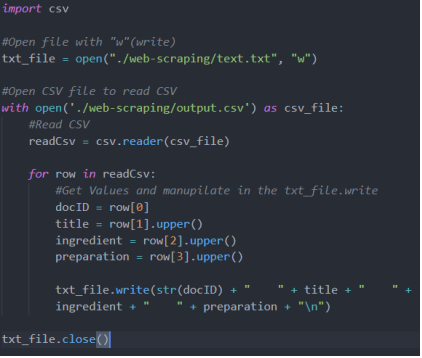 import csv
#Open file with "w"(write)
txt_file = open("./web-scraping/text.txt", "w")
#Open CSV file to read CSV
with open('./web-scraping/output.csv') as csv_file:
    #Read CSV
    readCsv = csv.reader(csv_file)
    for row in readCsv:
        #Get Values and manupilate in the txt_file.write
        docID = row[0]
        title = row[1].upper()
        ingredient = row[2].upper()
        preparation = row[3].upper()
        txt_file.write(str(docID) + "    " + title + "    " +
        ingredient + "    " + preparation + "\n")
txt_file.close()